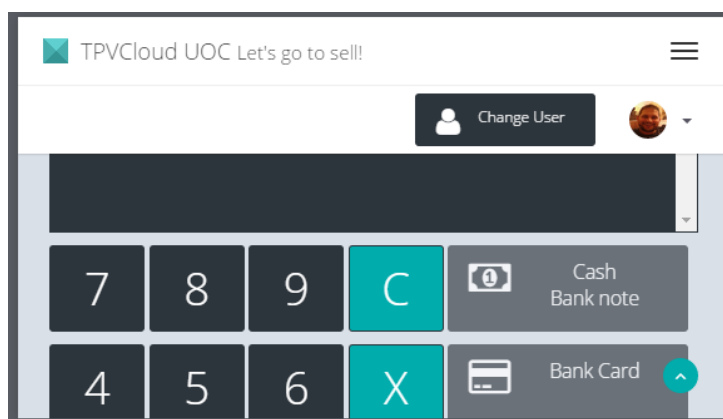 TPVCloud UOC Let's go to sell!
Change User
7 8 9 C Cash
Bank note
4 5 6 X Bank Card